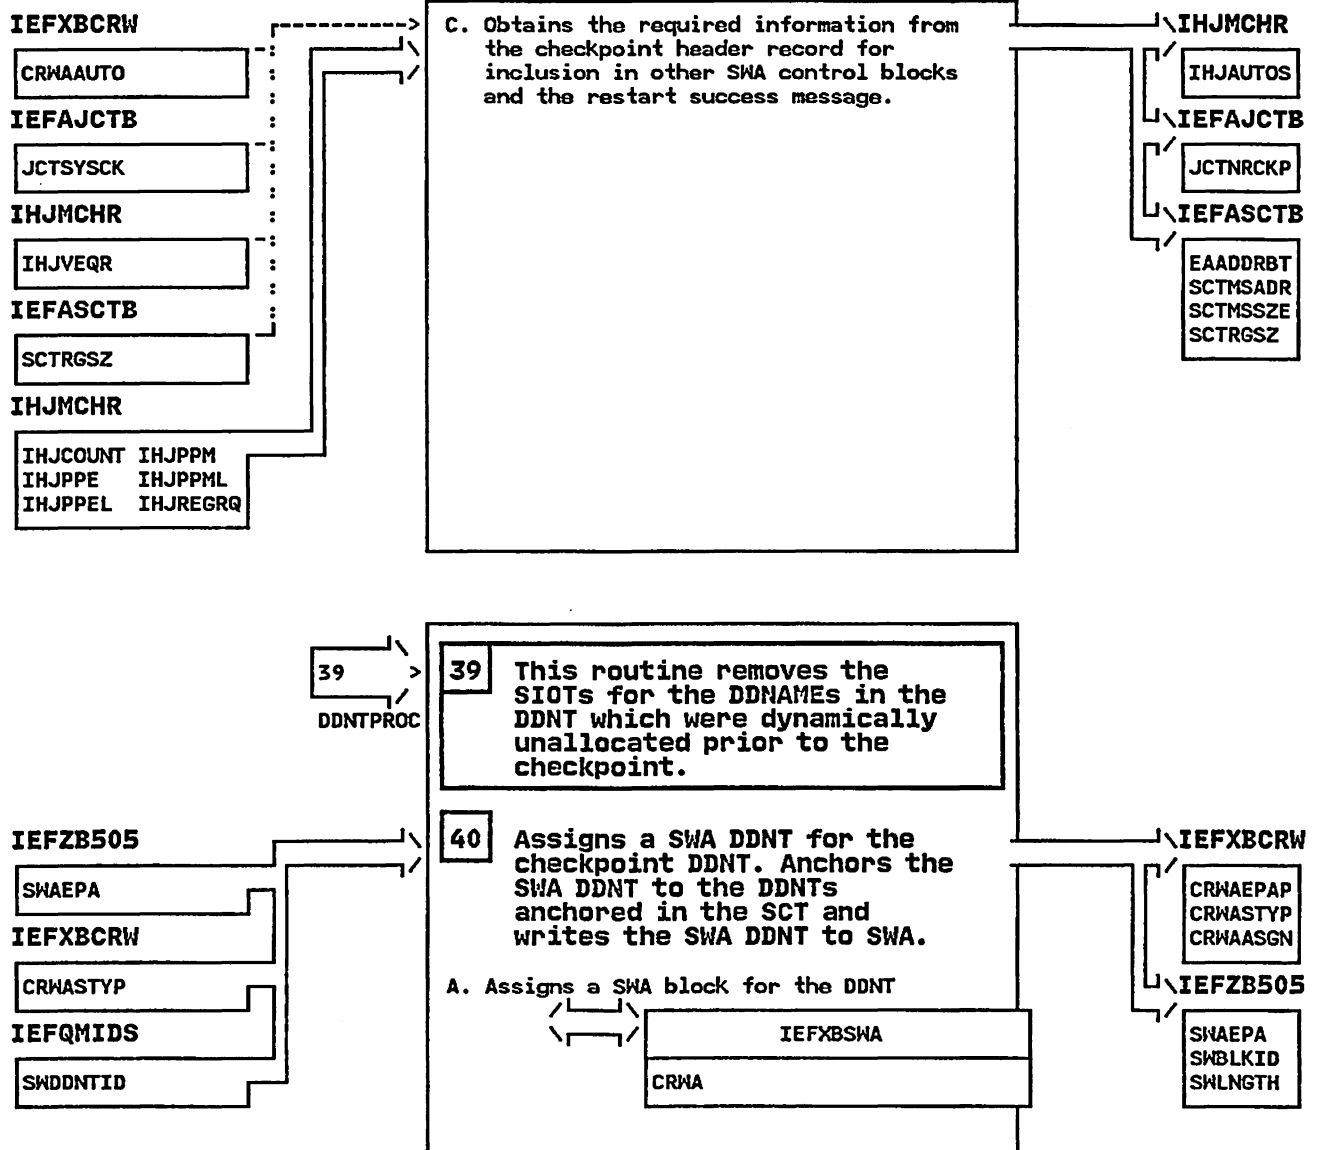 IEFXBCRW
CRWAAUTO
IEFAJCTB
JCTSYSCK
IHJMCHR
IHJVEQR
IEFASCTB
SCTRGSZ
IHJMCHR
IHJCOUNT IHJPPM
IHJPPE IHJPPML
IHJPPEL IHJREGRQ
C. Obtains the required information from
the checkpoint header record for
inclusion in other SWA control blocks
and the restart success message.
IHJMCHR
IHJAUTOS
IEFAJCTB
JCTNRCKP
IEFASCTB
EAADDRBT
SCTMSADR
SCTMSSZE
SCTRGSZ
39
DDNTPROC
39 This routine removes the
SIOTs for the DDNAMEs in the
DDNT which were dynamically
unallocated prior to the
checkpoint.
IEFZB505
SWAEPA
IEFXBCRW
CRWASTYP
IEFQMIDS
SWDDNTID
40 Assigns a SWA DDNT for the
checkpoint DDNT. Anchors the
SWA DDNT to the DDNTs
anchored in the SCT and
writes the SWA DDNT to SWA.
A. Assigns a SWA block for the DDNT
IEFXBSWA
CRWA
IEFXBCRW
CRWAEPAP
CRWASTYP
CRWAASGN
IEFZB505
SWAEPA
SWBLKID
SWLNGTH